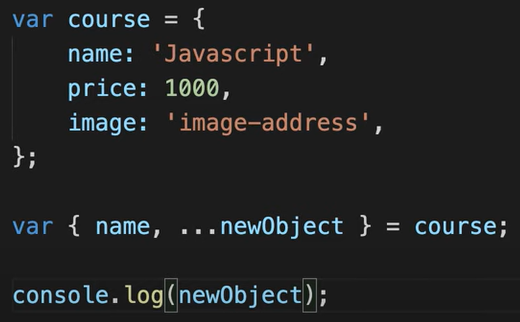 var course = {
    name: 'Javascript',
    price: 1000,
    image: 'image-address',
};
var { name, ...newObject } = course;
console.log(newObject);